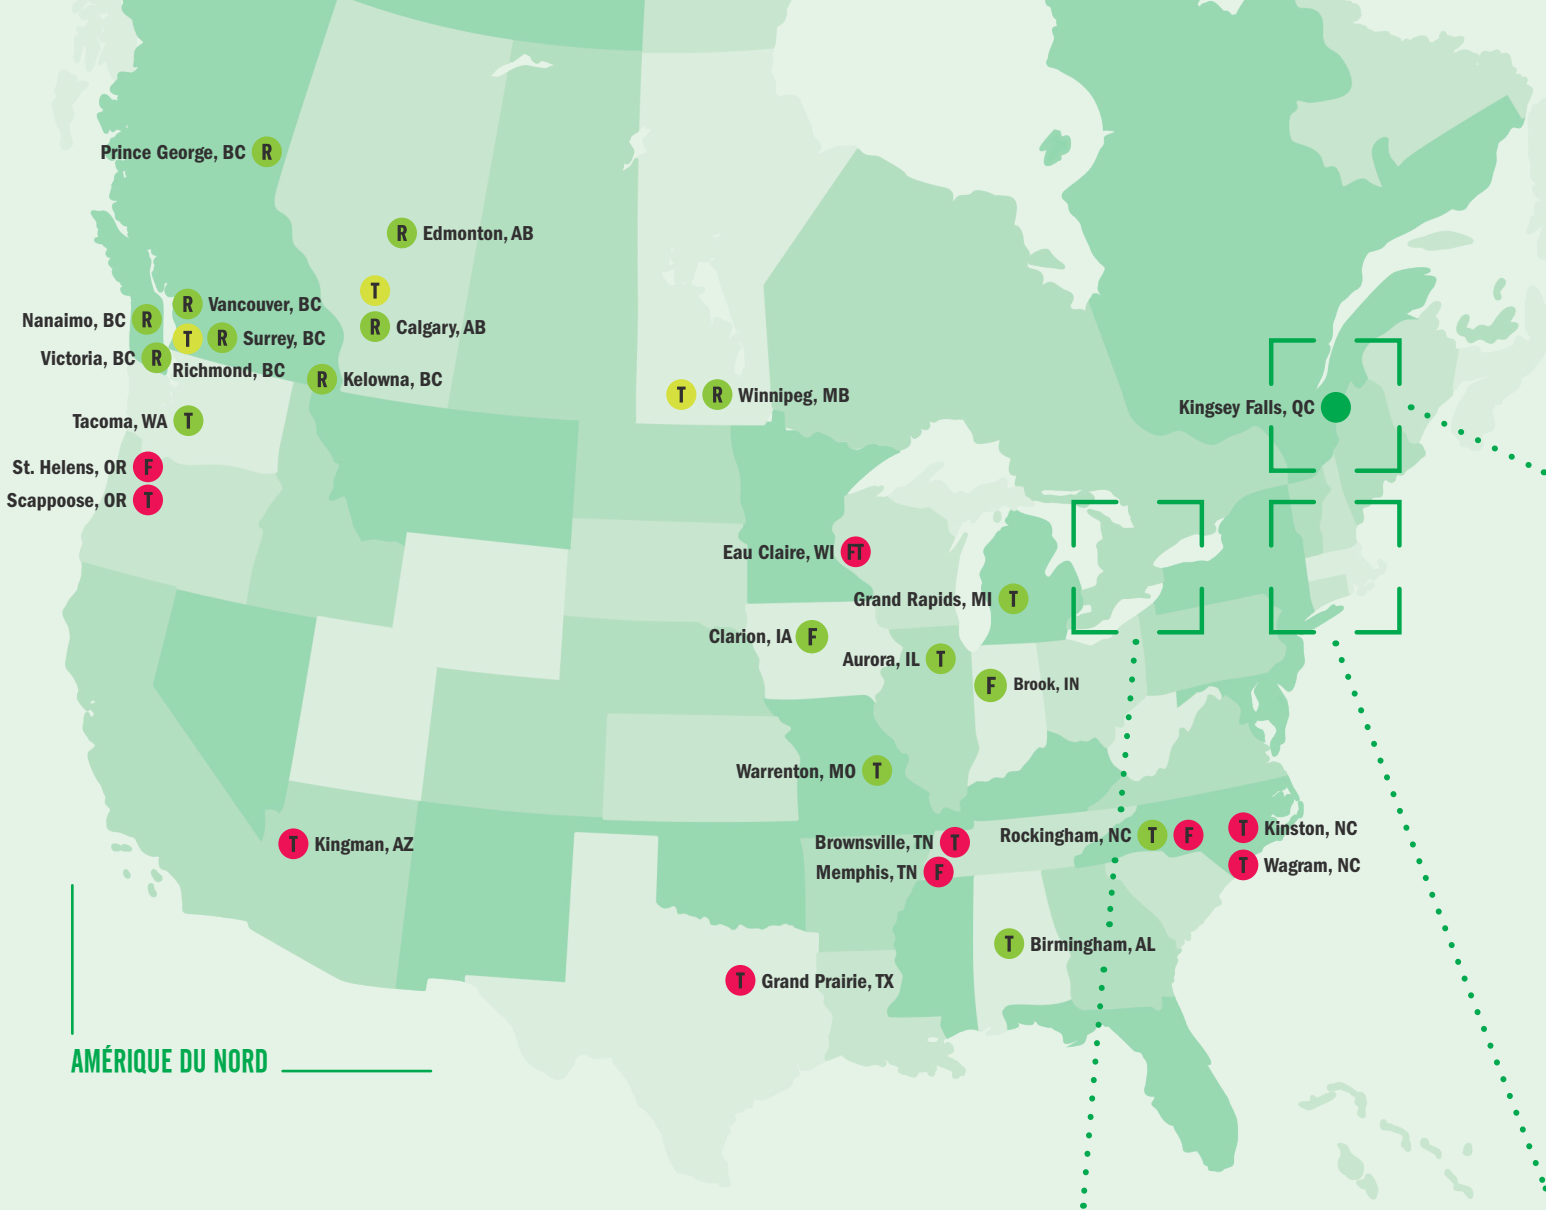 Prince George, BC R
R Edmonton, AB
T
R Vancouver, BC
Nanaimo, BC R
R Calgary, AB
T R Surrey, BC
Victoria, BC R
Richmond, BC
R Kelowna, BC
T R Winnipeg, MB
Kingsey Falls, QC
Tacoma, WA T
St. Helens, OR F
Scappoose, OR T
Eau Claire, WI FT
Grand Rapids, MI T
Clarion, IA F
Aurora, IL T
F Brook, IN
Warrenton, MO T
T Kingman, AZ
Brownsville, TN T
Rockingham, NC T F
T Kinston, NC
Memphis, TN F
T Wagram, NC
T Birmingham, AL
T Grand Prairie, TX
AMÉRIQUE DU NORD